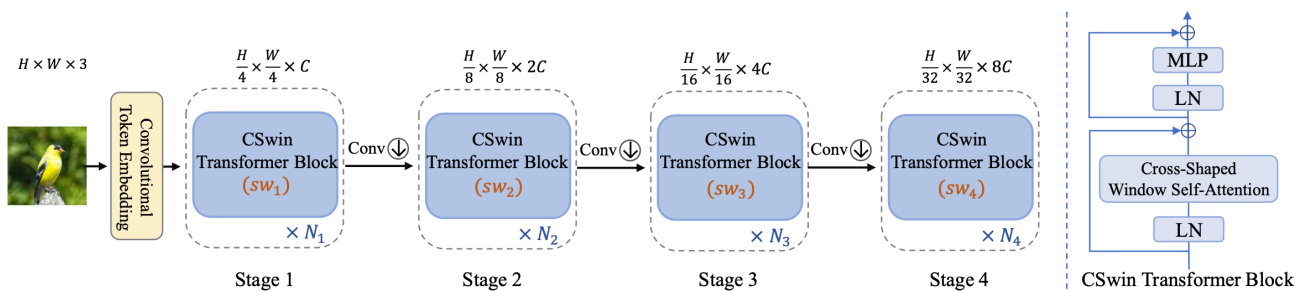 H × W × 3
Convolutional
Token Embedding
H/4 × W/4 × C
CSwin
Transformer Block
(sw₁)
× N₁
Stage 1
Conv ↓
H/8 × W/8 × 2C
CSwin
Transformer Block
(sw₂)
× N₂
Stage 2
Conv ↓
H/16 × W/16 × 4C
CSwin
Transformer Block
(sw₃)
× N₃
Stage 3
Conv ↓
H/32 × W/32 × 8C
CSwin
Transformer Block
(sw₄)
× N₄
Stage 4
MLP
LN
Cross-Shaped
Window Self-Attention
LN
CSwin Transformer Block